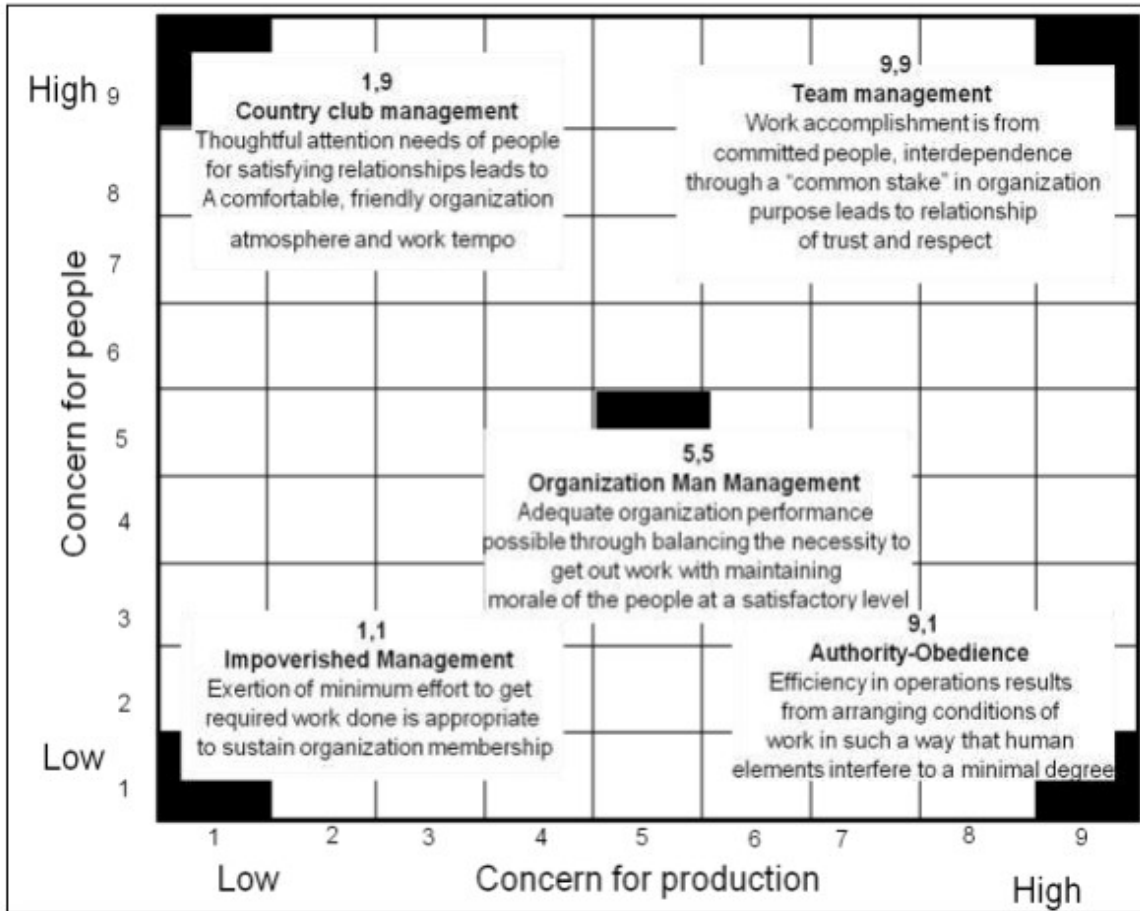 High 9
8
7
6
5
4
3
2
Low 1
Concern for people
1,9
Country club management
Thoughtful attention needs of people
for satisfying relationships leads to
A comfortable, friendly organization
atmosphere and work tempo
9,9
Team management
Work accomplishment is from
committed people, interdependence
through a “common stake” in organization
purpose leads to relationship
of trust and respect
5,5
Organization Man Management
Adequate organization performance
possible through balancing the necessity to
get out work with maintaining
morale of the people at a satisfactory level
1,1
Impoverished Management
Exertion of minimum effort to get
required work done is appropriate
to sustain organization membership
9,1
Authority-Obedience
Efficiency in operations results
from arranging conditions of
work in such a way that human
elements interfere to a minimal degree
1 2 3 4 5 6 7 8 9
Low Concern for production High